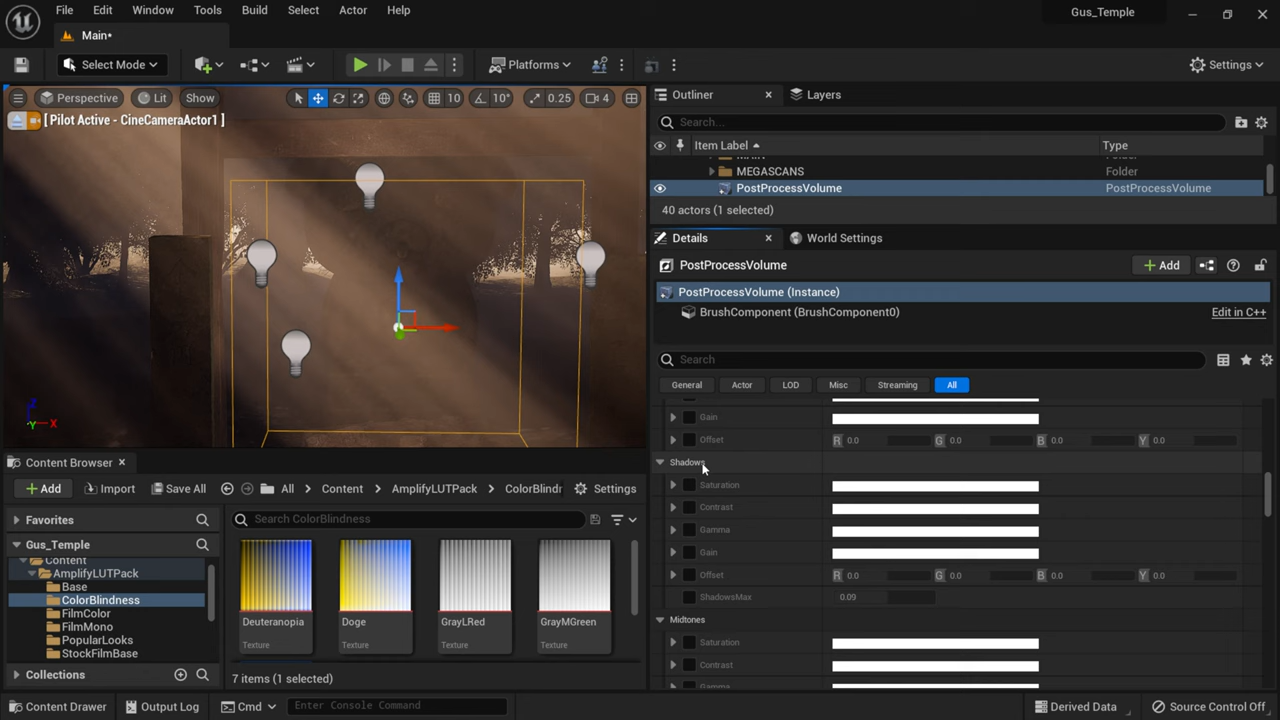 File Edit Window Tools Build Select Actor Help
Gus_Temple
Main*
Select Mode
Platforms
Settings
Perspective Lit Show 10 10° 0.25 4
[ Pilot Active - CineCameraActor1 ]
Z
X
Y
Outliner
Layers
Search...
Item Label
Type
MAIN Folder
MEGASCANS Folder
PostProcessVolume PostProcessVolume
40 actors (1 selected)
Details
World Settings
PostProcessVolume
Add
PostProcessVolume (Instance)
BrushComponent (BrushComponent0)
Edit in C++
Search
General Actor LOD Misc Streaming All
Gain
Offset R 0.0 G 0.0 B 0.0 Y 0.0
Shadows
Saturation
Contrast
Gamma
Gain
Offset R 0.0 G 0.0 B 0.0 Y 0.0
ShadowsMax 0.09
Midtones
Saturation
Contrast
Gamma
Content Browser
Add Import Save All All Content AmplifyLUTPack ColorBlindr Settings
Favorites
Gus_Temple
Content
AmplifyLUTPack
Base
ColorBlindness
FilmColor
FilmMono
PopularLooks
StockFilmBase
Collections
Search ColorBlindness
Deuteranopia
Texture
Doge
Texture
GrayLRed
Texture
GrayMGreen
Texture
7 items (1 selected)
Content Drawer Output Log Cmd Enter Console Command Derived Data Source Control Off